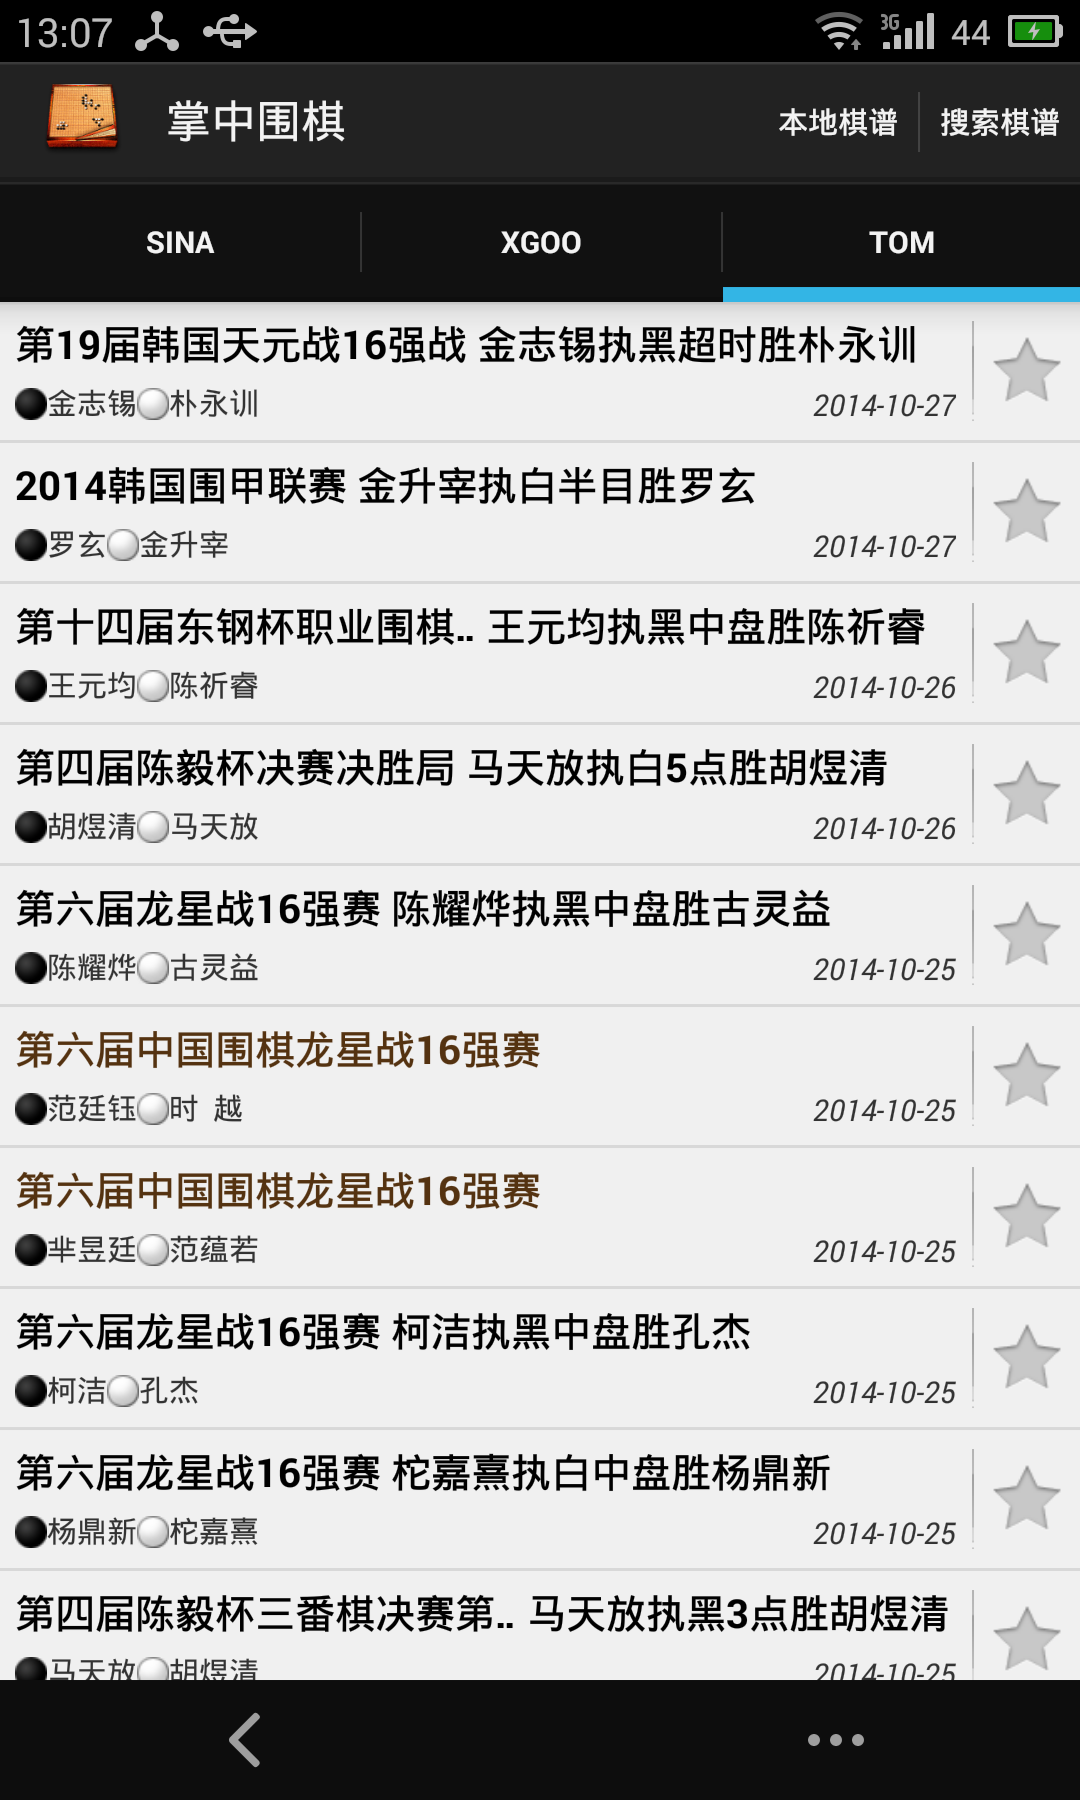 13:07 3G 44
掌中围棋 本地棋谱 搜索棋谱
SINA XGOO TOM
第19届韩国天元战16强战 金志锡执黑超时胜朴永训
金志锡 朴永训 2014-10-27
2014韩国围甲联赛 金升宰执白半目胜罗玄
罗玄 金升宰 2014-10-27
第十四届东钢杯职业围棋.. 王元均执黑中盘胜陈祈睿
王元均 陈祈睿 2014-10-26
第四届陈毅杯决赛决胜局 马天放执白5点胜胡煜清
胡煜清 马天放 2014-10-26
第六届龙星战16强赛 陈耀烨执黑中盘胜古灵益
陈耀烨 古灵益 2014-10-25
第六届中国围棋龙星战16强赛
范廷钰 时 越 2014-10-25
第六届中国围棋龙星战16强赛
芈昱廷 范蕴若 2014-10-25
第六届龙星战16强赛 柯洁执黑中盘胜孔杰
柯洁 孔杰 2014-10-25
第六届龙星战16强赛 柁嘉熹执白中盘胜杨鼎新
杨鼎新 柁嘉熹 2014-10-25
第四届陈毅杯三番棋决赛第.. 马天放执黑3点胜胡煜清
马天放 胡煜清 2014-10-25